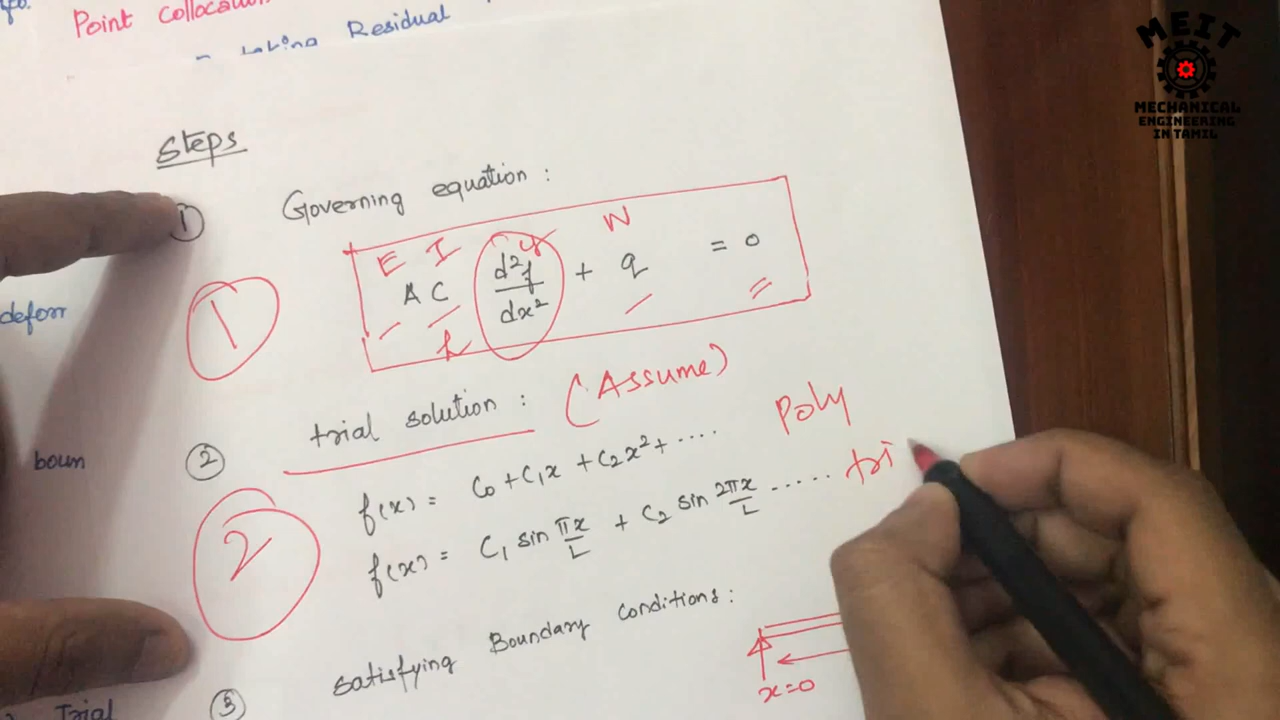 Point Collocation
Residual
MEIT
MECHANICAL
ENGINEERING
IN TAMIL
Steps
① Governing equation :
E I y W
A C d²f/dx² + q = 0
1
② trial solution : (Assume)
f(x) = C₀ + C₁x + C₂x² + .... Poly
f(x) = C₁ sin πx/L + C₂ sin 2πx/L ..... tri
2
③ satisfying Boundary Conditions :
x=0
deforr
boun
Trial